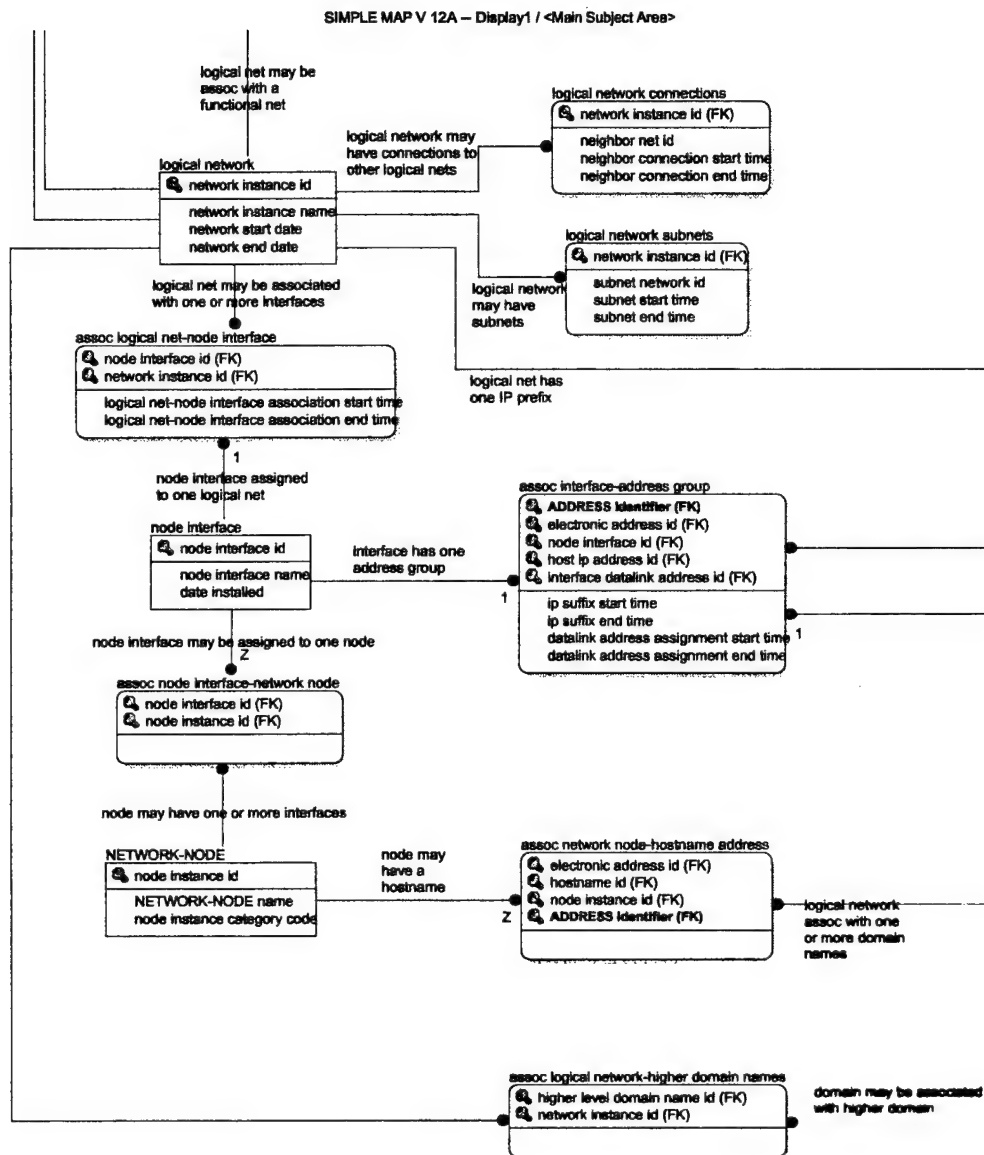 SIMPLE MAP V 12A -- Display1 / <Main Subject Area>
logical net may be
assoc with a
functional net
logical network connections
network instance id (FK)
neighbor net id
neighbor connection start time
neighbor connection end time
logical network may
have connections to
other logical nets
logical network
network instance id
network instance name
network start date
network end date
logical network subnets
network instance id (FK)
subnet network id
subnet start time
subnet end time
logical network
may have
subnets
logical net may be associated
with one or more interfaces
assoc logical net-node interface
node interface id (FK)
network instance id (FK)
logical net-node interface association start time
logical net-node interface association end time
logical net has
one IP prefix
1
node interface assigned
to one logical net
node interface
node interface id
node interface name
date installed
interface has one
address group
1
assoc interface-address group
ADDRESS Identifier (FK)
electronic address id (FK)
node interface id (FK)
host ip address id (FK)
interface datalink address id (FK)
ip suffix start time
ip suffix end time
datalink address assignment start time
datalink address assignment end time
1
node interface may be assigned to one node
Z
assoc node interface-network node
node interface id (FK)
node instance id (FK)
node may have one or more interfaces
NETWORK-NODE
node instance id
NETWORK-NODE name
node instance category code
node may
have a
hostname
Z
assoc network node-hostname address
electronic address id (FK)
hostname id (FK)
node instance id (FK)
ADDRESS Identifier (FK)
logical network
assoc with one
or more domain
names
assoc logical network-higher domain names
higher level domain name id (FK)
network instance id (FK)
domain may be associated
with higher domain